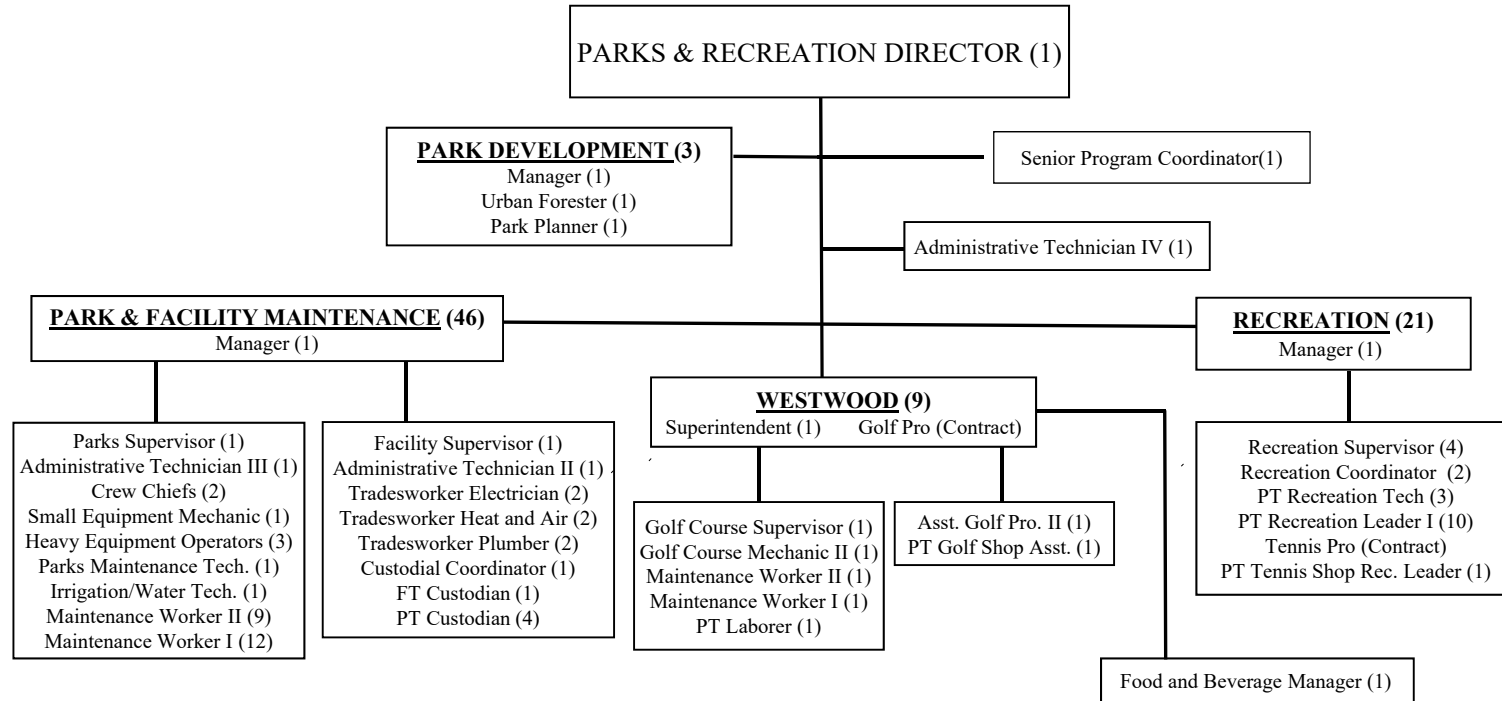 PARKS & RECREATION DIRECTOR (1)
PARK DEVELOPMENT (3)
Manager (1)
Urban Forester (1)
Park Planner (1)
Senior Program Coordinator(1)
Administrative Technician IV (1)
PARK & FACILITY MAINTENANCE (46)
Manager (1)
RECREATION (21)
Manager (1)
WESTWOOD (9)
Superintendent (1) Golf Pro (Contract)
Parks Supervisor (1)
Administrative Technician III (1)
Crew Chiefs (2)
Small Equipment Mechanic (1)
Heavy Equipment Operators (3)
Parks Maintenance Tech. (1)
Irrigation/Water Tech. (1)
Maintenance Worker II (9)
Maintenance Worker I (12)
Facility Supervisor (1)
Administrative Technician II (1)
Tradesworker Electrician (2)
Tradesworker Heat and Air (2)
Tradesworker Plumber (2)
Custodial Coordinator (1)
FT Custodian (1)
PT Custodian (4)
Golf Course Supervisor (1)
Golf Course Mechanic II (1)
Maintenance Worker II (1)
Maintenance Worker I (1)
PT Laborer (1)
Asst. Golf Pro. II (1)
PT Golf Shop Asst. (1)
Recreation Supervisor (4)
Recreation Coordinator (2)
PT Recreation Tech (3)
PT Recreation Leader I (10)
Tennis Pro (Contract)
PT Tennis Shop Rec. Leader (1)
Food and Beverage Manager (1)